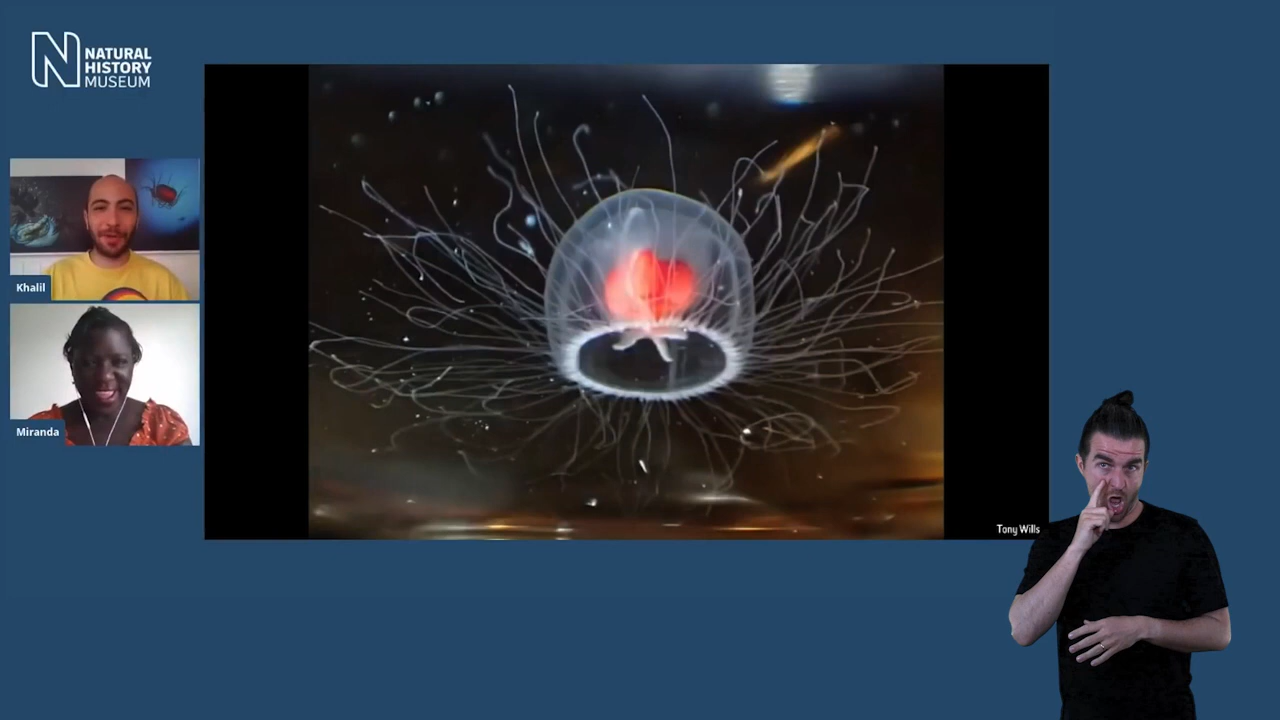 NATURAL
HISTORY
MUSEUM
Khalil
Miranda
Tony Wills